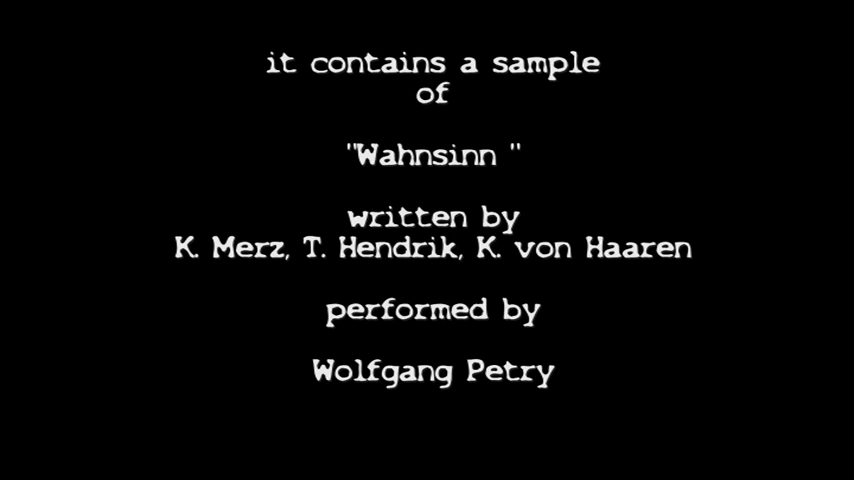 it contains a sample
of
"Wahnsinn "
written by
K. Merz, T. Hendrik, K. von Haaren
performed by
Wolfgang Petry